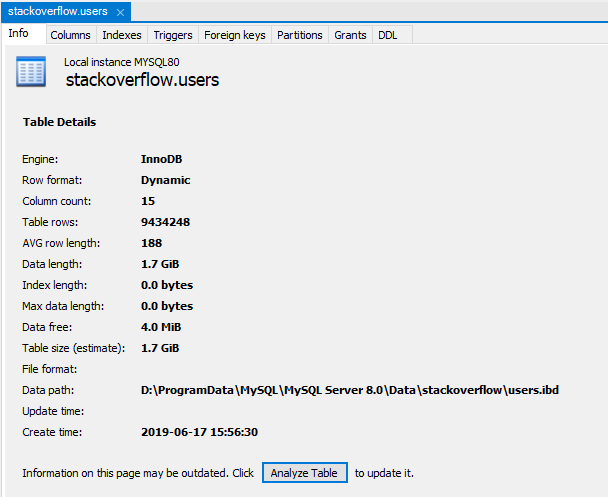 stackoverflow.users ×
Info Columns Indexes Triggers Foreign keys Partitions Grants DDL
Local instance MYSQL80
stackoverflow.users
Table Details
Engine: InnoDB
Row format: Dynamic
Column count: 15
Table rows: 9434248
AVG row length: 188
Data length: 1.7 GiB
Index length: 0.0 bytes
Max data length: 0.0 bytes
Data free: 4.0 MiB
Table size (estimate): 1.7 GiB
File format:
Data path: D:\ProgramData\MySQL\MySQL Server 8.0\Data\stackoverflow\users.ibd
Update time:
Create time: 2019-06-17 15:56:30
Information on this page may be outdated. Click Analyze Table to update it.